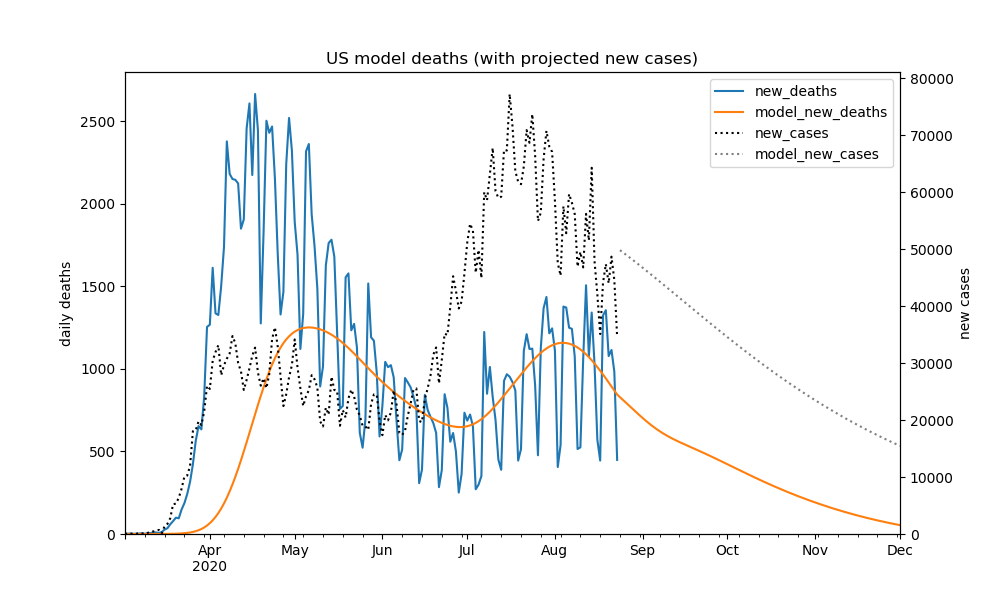 US model deaths (with projected new cases)
new_deaths
model_new_deaths
new_cases
model_new_cases
daily deaths
2500
2000
1500
1000
500
0
new cases
80000
70000
60000
50000
40000
30000
20000
10000
0
Apr
2020
May
Jun
Jul
Aug
Sep
Oct
Nov
Dec